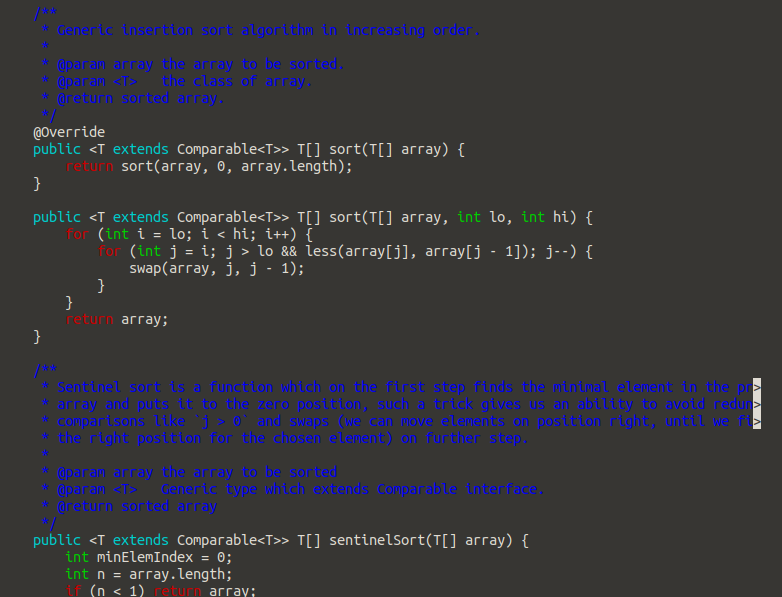 /**
 * Generic insertion sort algorithm in increasing order.
 *
 * @param array the array to be sorted.
 * @param <T>   the class of array.
 * @return sorted array.
 */
@Override
public <T extends Comparable<T>> T[] sort(T[] array) {
    return sort(array, 0, array.length);
}

public <T extends Comparable<T>> T[] sort(T[] array, int lo, int hi) {
    for (int i = lo; i < hi; i++) {
        for (int j = i; j > lo && less(array[j], array[j - 1]); j--) {
            swap(array, j, j - 1);
        }
    }
    return array;
}

/**
 * Sentinel sort is a function which on the first step finds the minimal element in the pr>
 * array and puts it to the zero position, such a trick gives us an ability to avoid redun>
 * comparisons like `j > 0` and swaps (we can move elements on position right, until we fi>
 * the right position for the chosen element) on further step.
 *
 * @param array the array to be sorted
 * @param <T>   Generic type which extends Comparable interface.
 * @return sorted array
 */
public <T extends Comparable<T>> T[] sentinelSort(T[] array) {
    int minElemIndex = 0;
    int n = array.length;
    if (n < 1) return array;